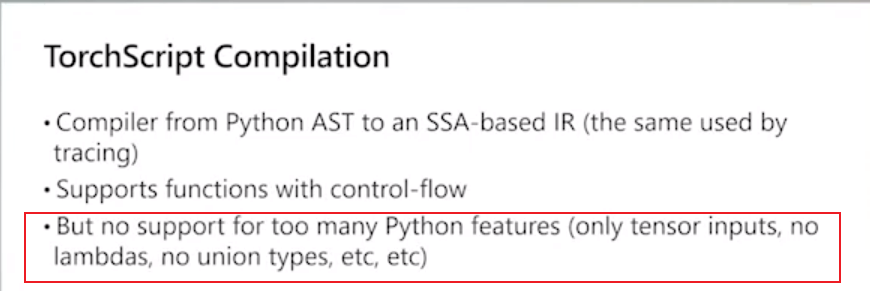 TorchScript Compilation
• Compiler from Python AST to an SSA-based IR (the same used by
tracing)
• Supports functions with control-flow
• But no support for too many Python features (only tensor inputs, no
lambdas, no union types, etc, etc)